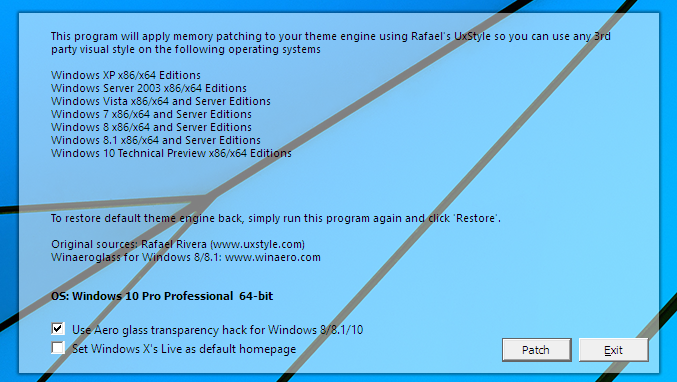 This program will apply memory patching to your theme engine using Rafael's UxStyle so you can use any 3rd
party visual style on the following operating systems
Windows XP x86/x64 Editions
Windows Server 2003 x86/x64 Editions
Windows Vista x86/x64 and Server Editions
Windows 7 x86/x64 and Server Editions
Windows 8 x86/x64 and Server Editions
Windows 8.1 x86/x64 and Server Editions
Windows 10 Technical Preview x86/x64 Editions
To restore default theme engine back, simply run this program again and click 'Restore'.
Original sources: Rafael Rivera (www.uxstyle.com)
Winaeroglass for Windows 8/8.1: www.winaero.com
OS: Windows 10 Pro Professional 64-bit
Use Aero glass transparency hack for Windows 8/8.1/10
Set Windows X's Live as default homepage
Patch
Exit